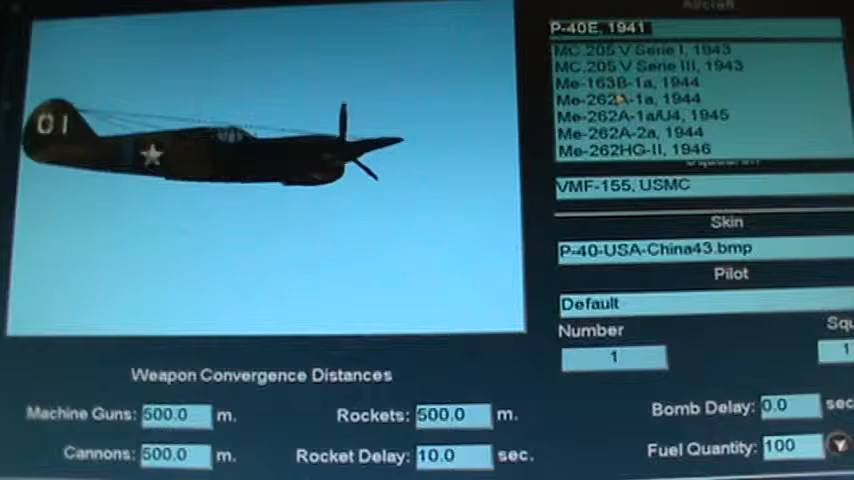 Aircraft
P-40E, 1941
MC.205 V Serie I, 1943
MC.205 V Serie III, 1943
Me-163B-1a, 1944
Me-262A-1a, 1944
Me-262A-1a/U4, 1945
Me-262A-2a, 1944
Me-262HG-II, 1946
Squadron
VMF-155, USMC
Skin
P-40-USA-China43.bmp
Pilot
Default
Number
Squ
1
1
01
Weapon Convergence Distances
Machine Guns: 500.0 m.
Rockets: 500.0 m.
Bomb Delay: 0.0 sec
Cannons: 500.0 m.
Rocket Delay: 10.0 sec.
Fuel Quantity: 100